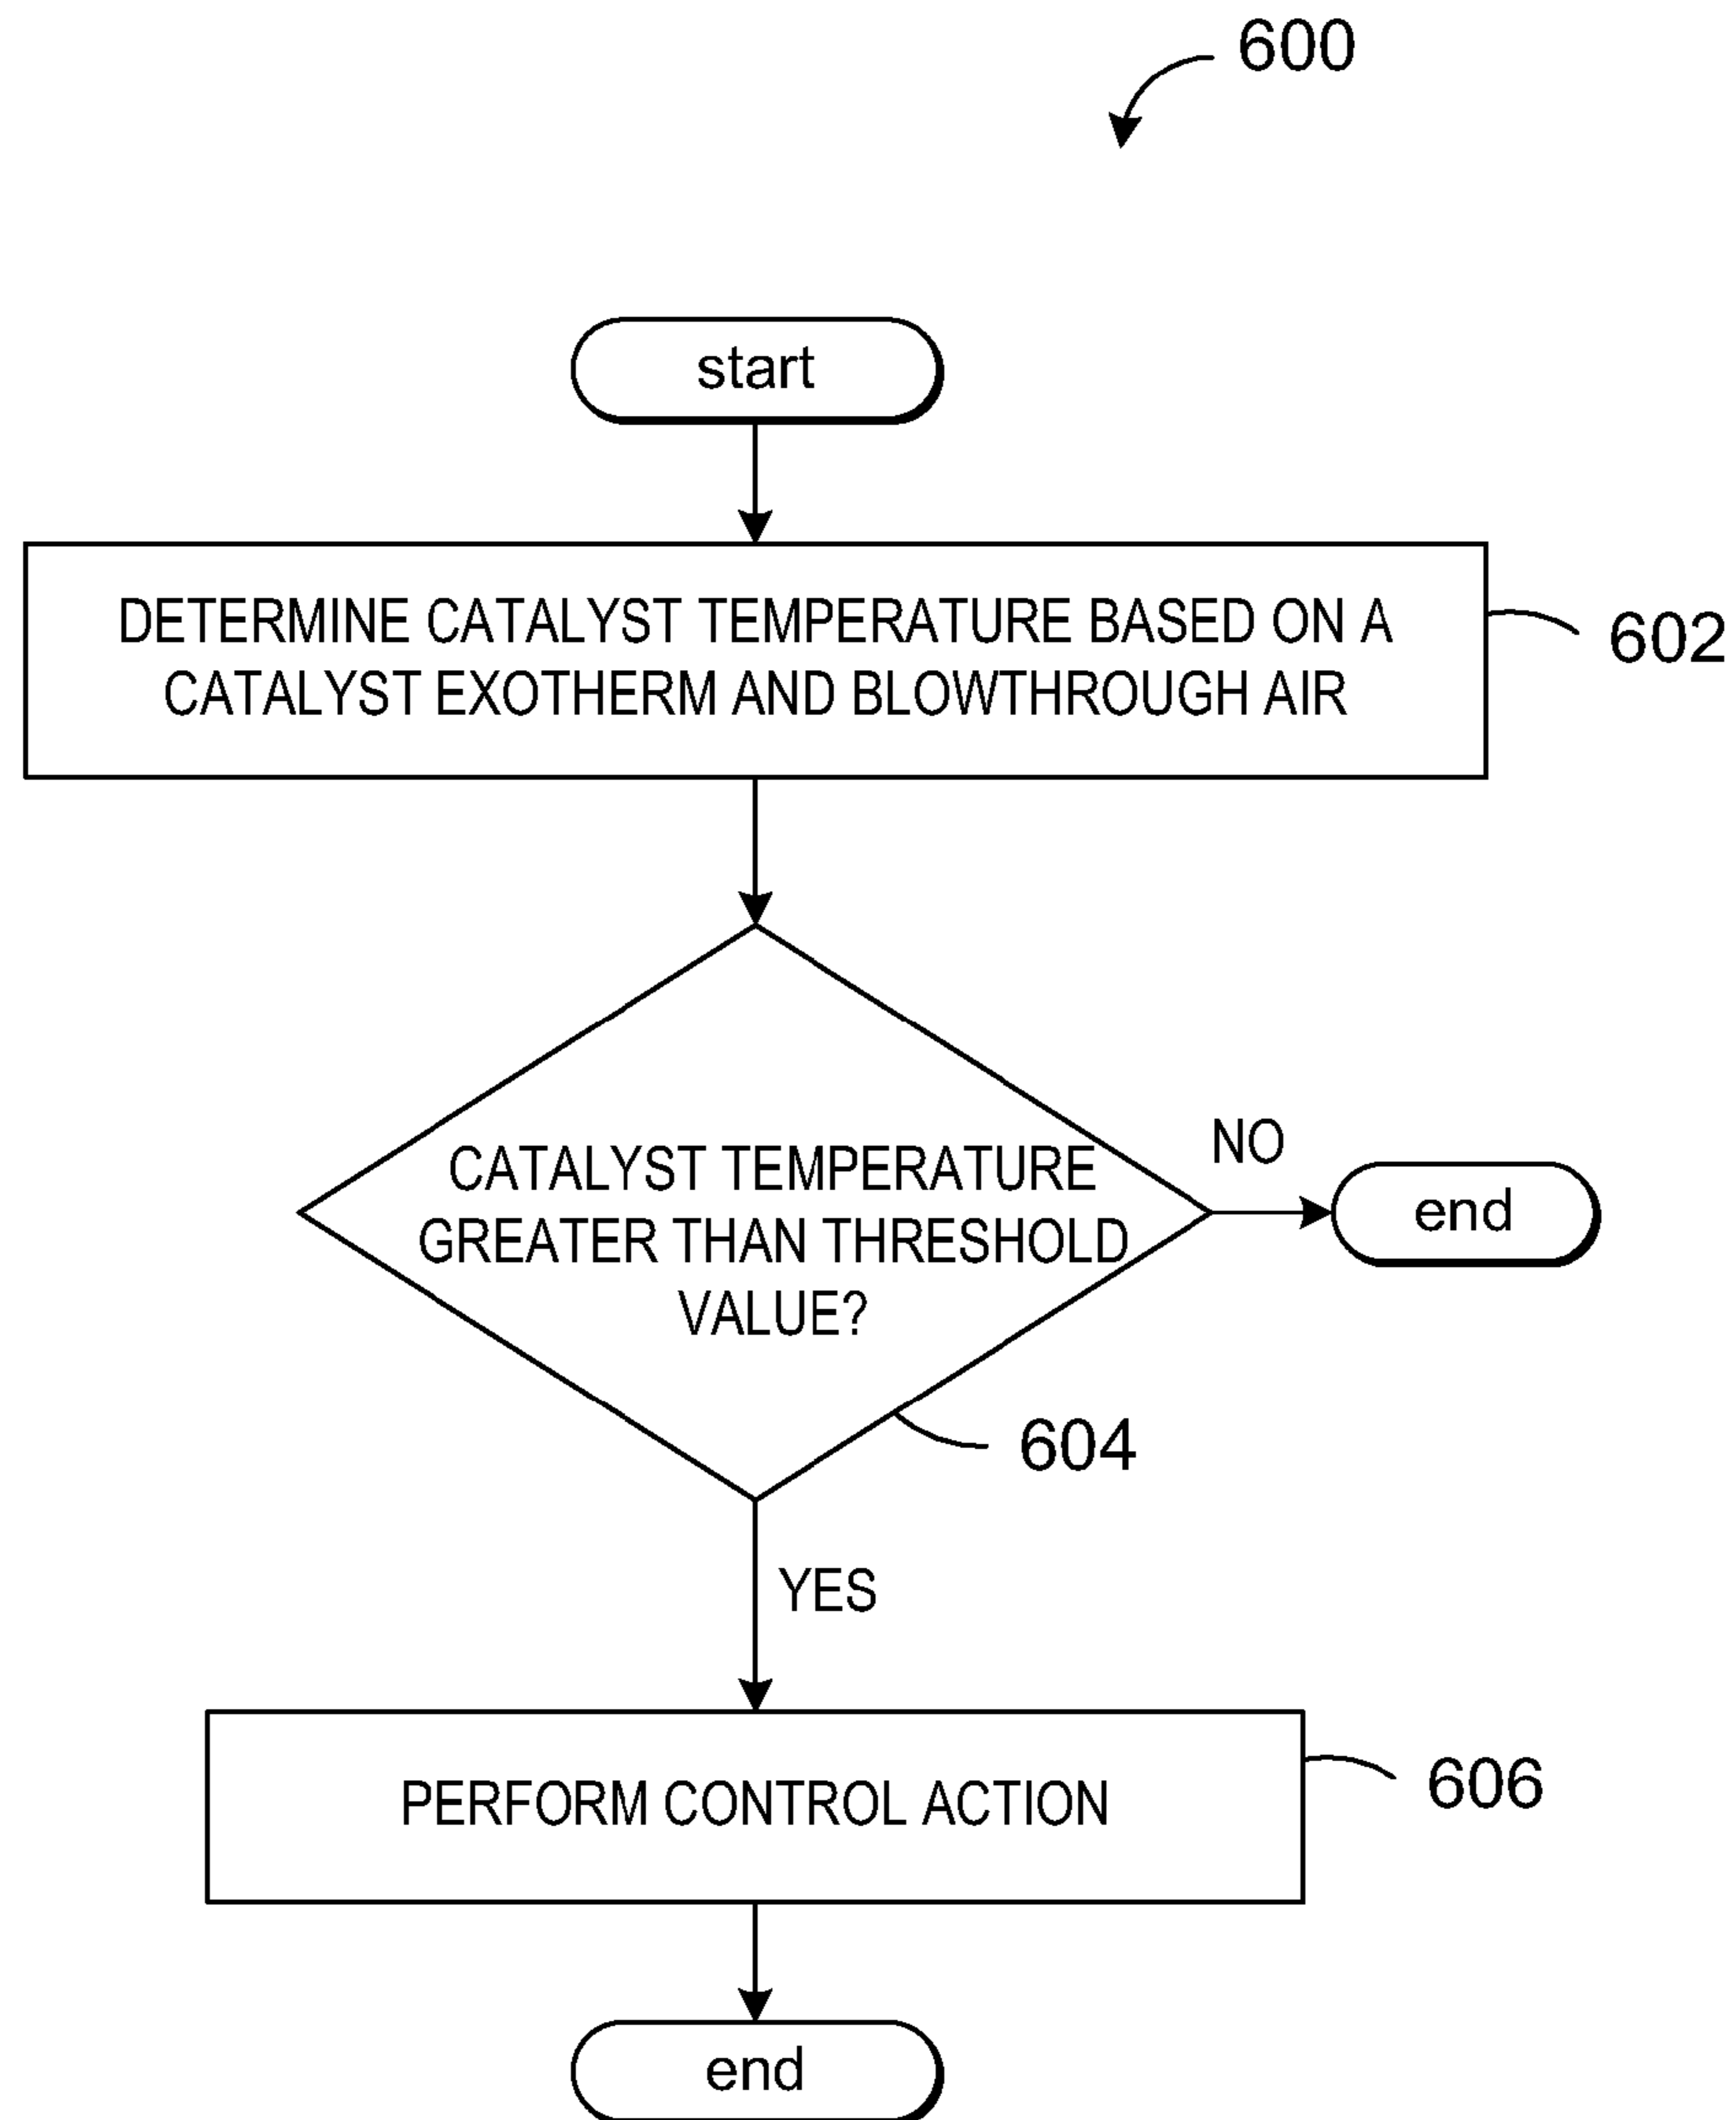 600
start
DETERMINE CATALYST TEMPERATURE BASED ON A
CATALYST EXOTHERM AND BLOWTHROUGH AIR
602
CATALYST TEMPERATURE
GREATER THAN THRESHOLD
VALUE?
NO
end
604
YES
PERFORM CONTROL ACTION
606
end